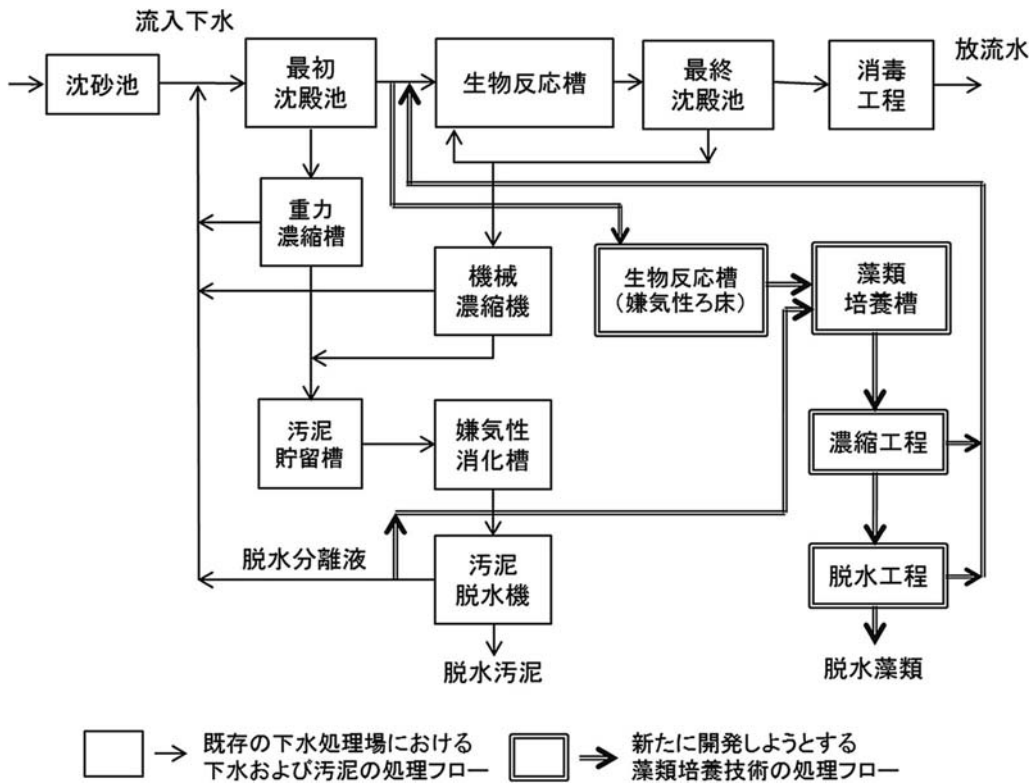 流入下水
沈砂池
最初
沈殿池
生物反応槽
最終
沈殿池
消毒
工程
放流水
重力
濃縮槽
機械
濃縮機
生物反応槽
（嫌気性ろ床）
藻類
培養槽
汚泥
貯留槽
嫌気性
消化槽
濃縮工程
脱水分離液
汚泥
脱水機
脱水工程
脱水汚泥
脱水藻類
既存の下水処理場における
下水および汚泥の処理フロー
新たに開発しようとする
藻類培養技術の処理フロー